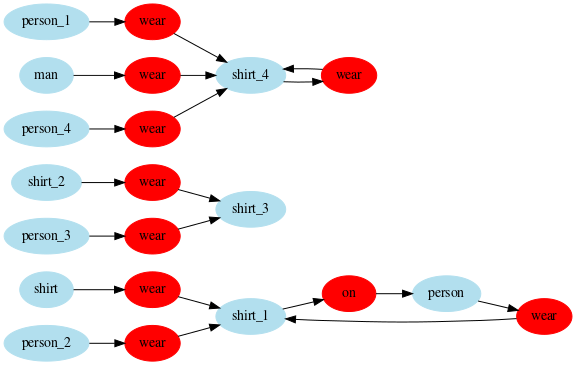 person_1 wear
man wear shirt_4 wear
person_4 wear
shirt_2 wear
shirt_3
person_3 wear
shirt wear on person
shirt_1 wear
person_2 wear